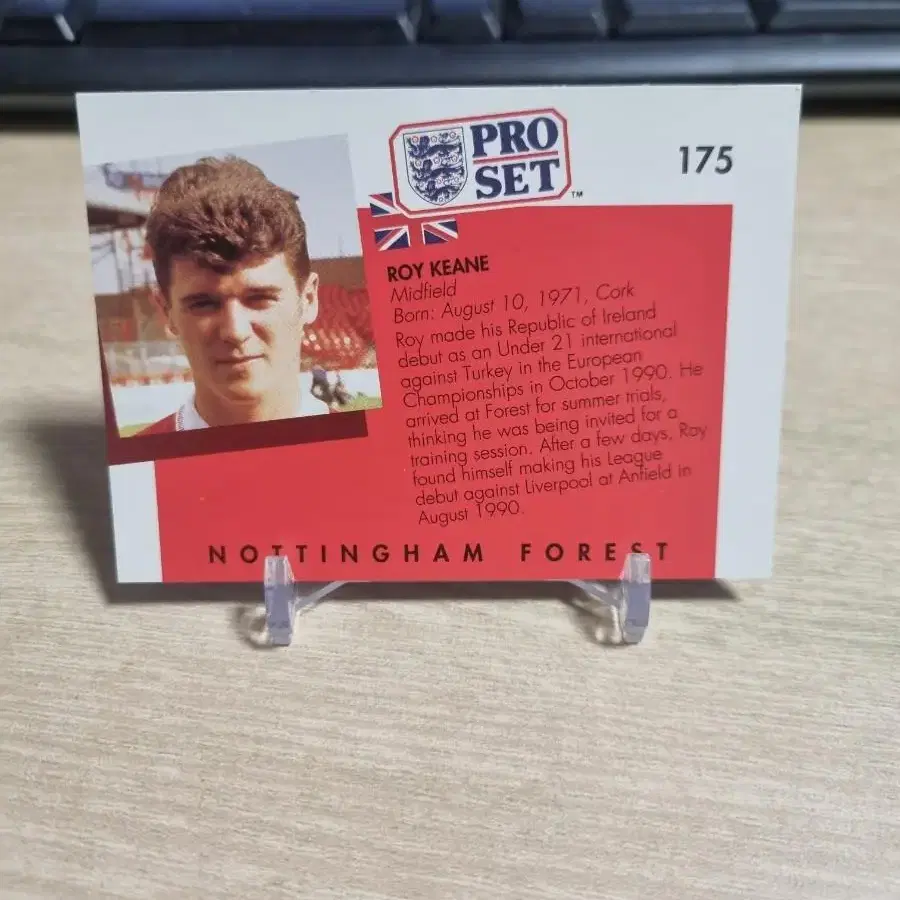 PRO
SET
TM
175
ROY KEANE
Midfield
Born: August 10, 1971, Cork
Roy made his Republic of Ireland
debut as an Under 21 international
against Turkey in the European
Championships in October 1990. He
arrived at Forest for summer trials,
thinking he was being invited for a
training session. After a few days, Roy
found himself making his League
debut against Liverpool at Anfield in
August 1990.
NOTTINGHAM FOREST